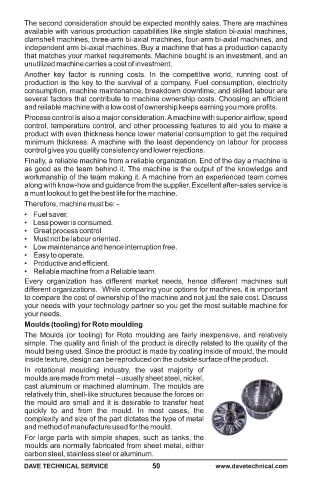 The second consideration should be expected monthly sales. There are machines
available with various production capabilities like single station bi-axial machines,
clamshell machines, three-arm bi-axial machines, four-arm bi-axial machines, and
independent arm bi-axial machines. Buy a machine that has a production capacity
that matches your market requirements. Machine bought is an investment, and an
unutilized machine carries a cost of investment.
Another key factor is running costs. In the competitive world, running cost of
production is the key to the survival of a company. Fuel consumption, electricity
consumption, machine maintenance, breakdown downtime, and skilled labour are
several factors that contribute to machine ownership costs. Choosing an efficient
and reliable machine with a low cost of ownership keeps earning you more profits.
Process control is also a major consideration. A machine with superior airflow, speed
control, temperature control, and other processing features to aid you to make a
product with even thickness hence lower material consumption to get the required
minimum thickness. A machine with the least dependency on labour for process
control gives you quality consistency and lower rejections.
Finally, a reliable machine from a reliable organization. End of the day a machine is
as good as the team behind it. The machine is the output of the knowledge and
workmanship of the team making it. A machine from an experienced team comes
along with know-how and guidance from the supplier. Excellent after-sales service is
a must lookout to get the best life for the machine.
Therefore, machine must be: -
• Fuel saver.
• Less power is consumed.
• Great process control
• Must not be labour oriented.
• Low maintenance and hence interruption free.
• Easy to operate.
• Productive and efficient.
• Reliable machine from a Reliable team.
Every organization has different market needs, hence different machines suit
different organizations. While comparing your options for machines, it is important
to compare the cost of ownership of the machine and not just the sale cost. Discuss
your needs with your technology partner so you get the most suitable machine for
your needs.
Moulds (tooling) for Roto moulding
The Moulds (or tooling) for Roto moulding are fairly inexpensive, and relatively
simple. The quality and finish of the product is directly related to the quality of the
mould being used. Since the product is made by coating inside of mould, the mould
inside texture, design can be reproduced on the outside surface of the product.
In rotational moulding industry, the vast majority of
moulds are made from metal – usually sheet steel, nickel,
cast aluminum or machined aluminum. The moulds are
relatively thin, shell-like structures because the forces on
the mould are small and it is desirable to transfer heat
quickly to and from the mould. In most cases, the
complexity and size of the part dictates the type of metal
and method of manufacture used for the mould.
For large parts with simple shapes, such as tanks, the
moulds are normally fabricated from sheet metal, either
carbon steel, stainless steel or aluminum.
DAVE TECHNICAL SERVICE 50 www.davetechnical.com